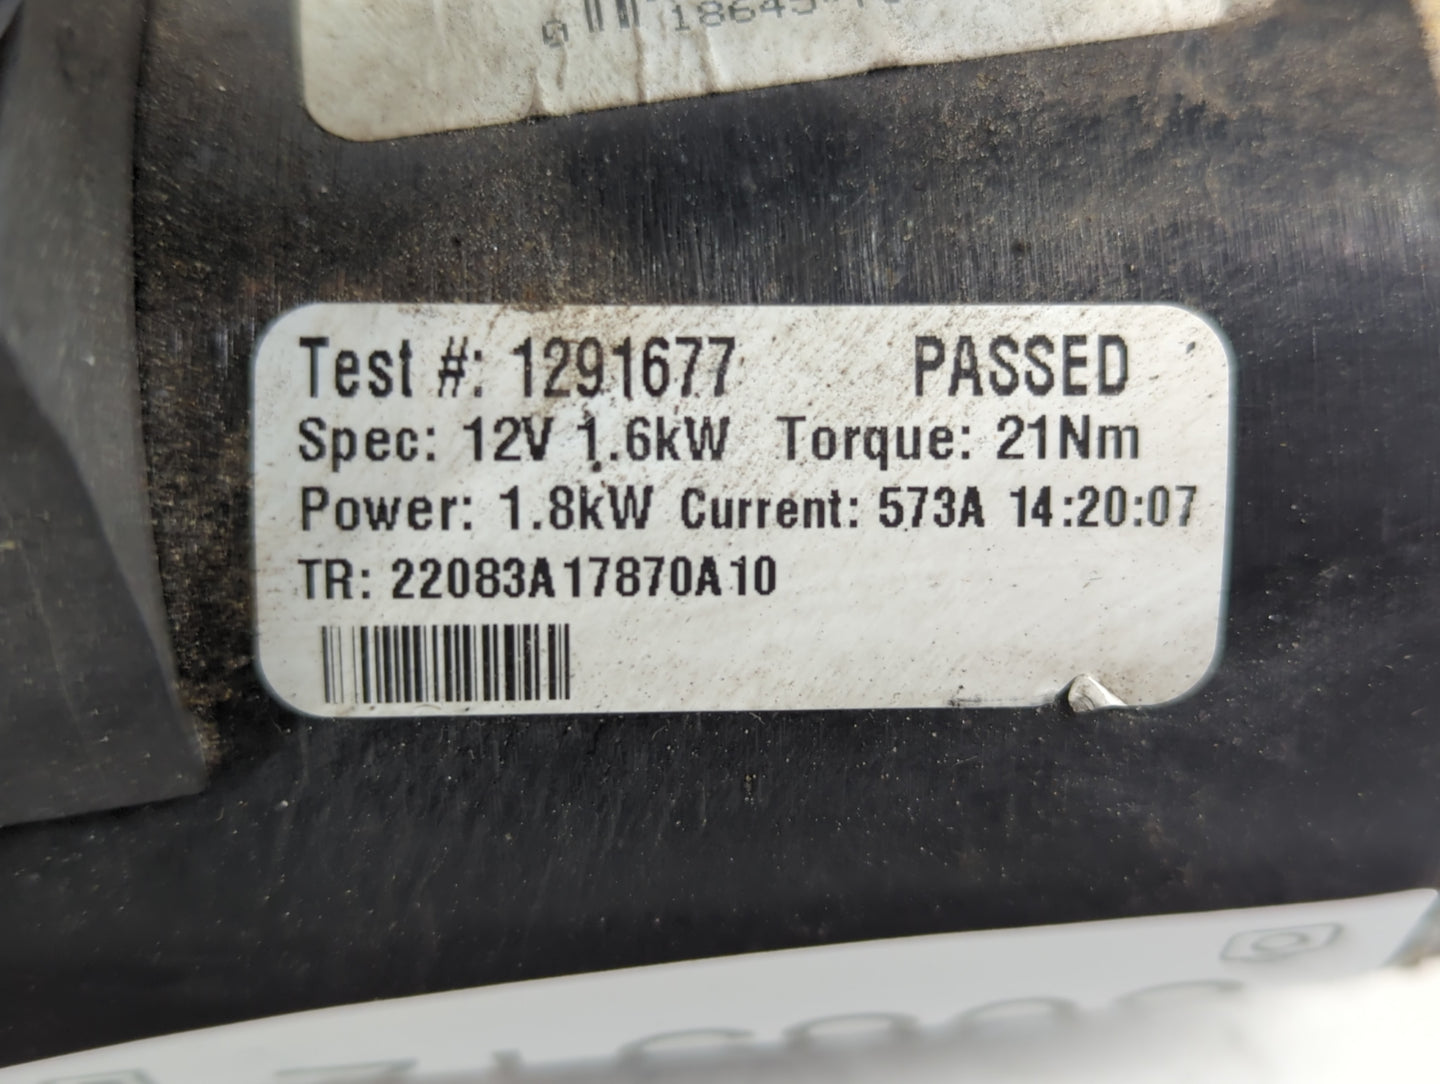 Test #: 1291677 PASSED
Spec: 12V 1.6kW Torque: 21Nm
Power: 1.8kW Current: 573A 14:20:07
TR: 22083A17870A10